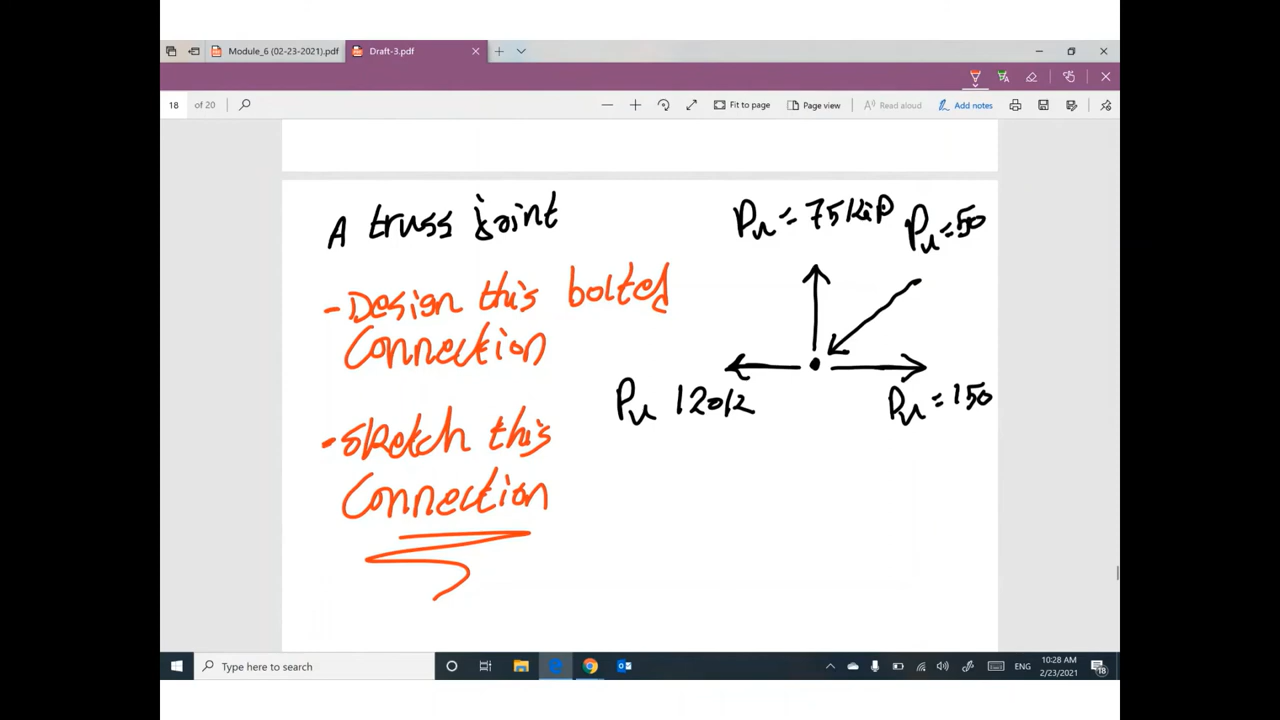 Module_6 (02-23-2021).pdf
Draft-3.pdf
18 of 20
Fit to page
Page view
Read aloud
Add notes
A truss joint
- Design this bolted
Connection
- Sketch this
Connection
Pu = 75 kiP
Pu = 50
Pu 120k
Pu = 150
Type here to search
ENG
10:28 AM
2/23/2021
18